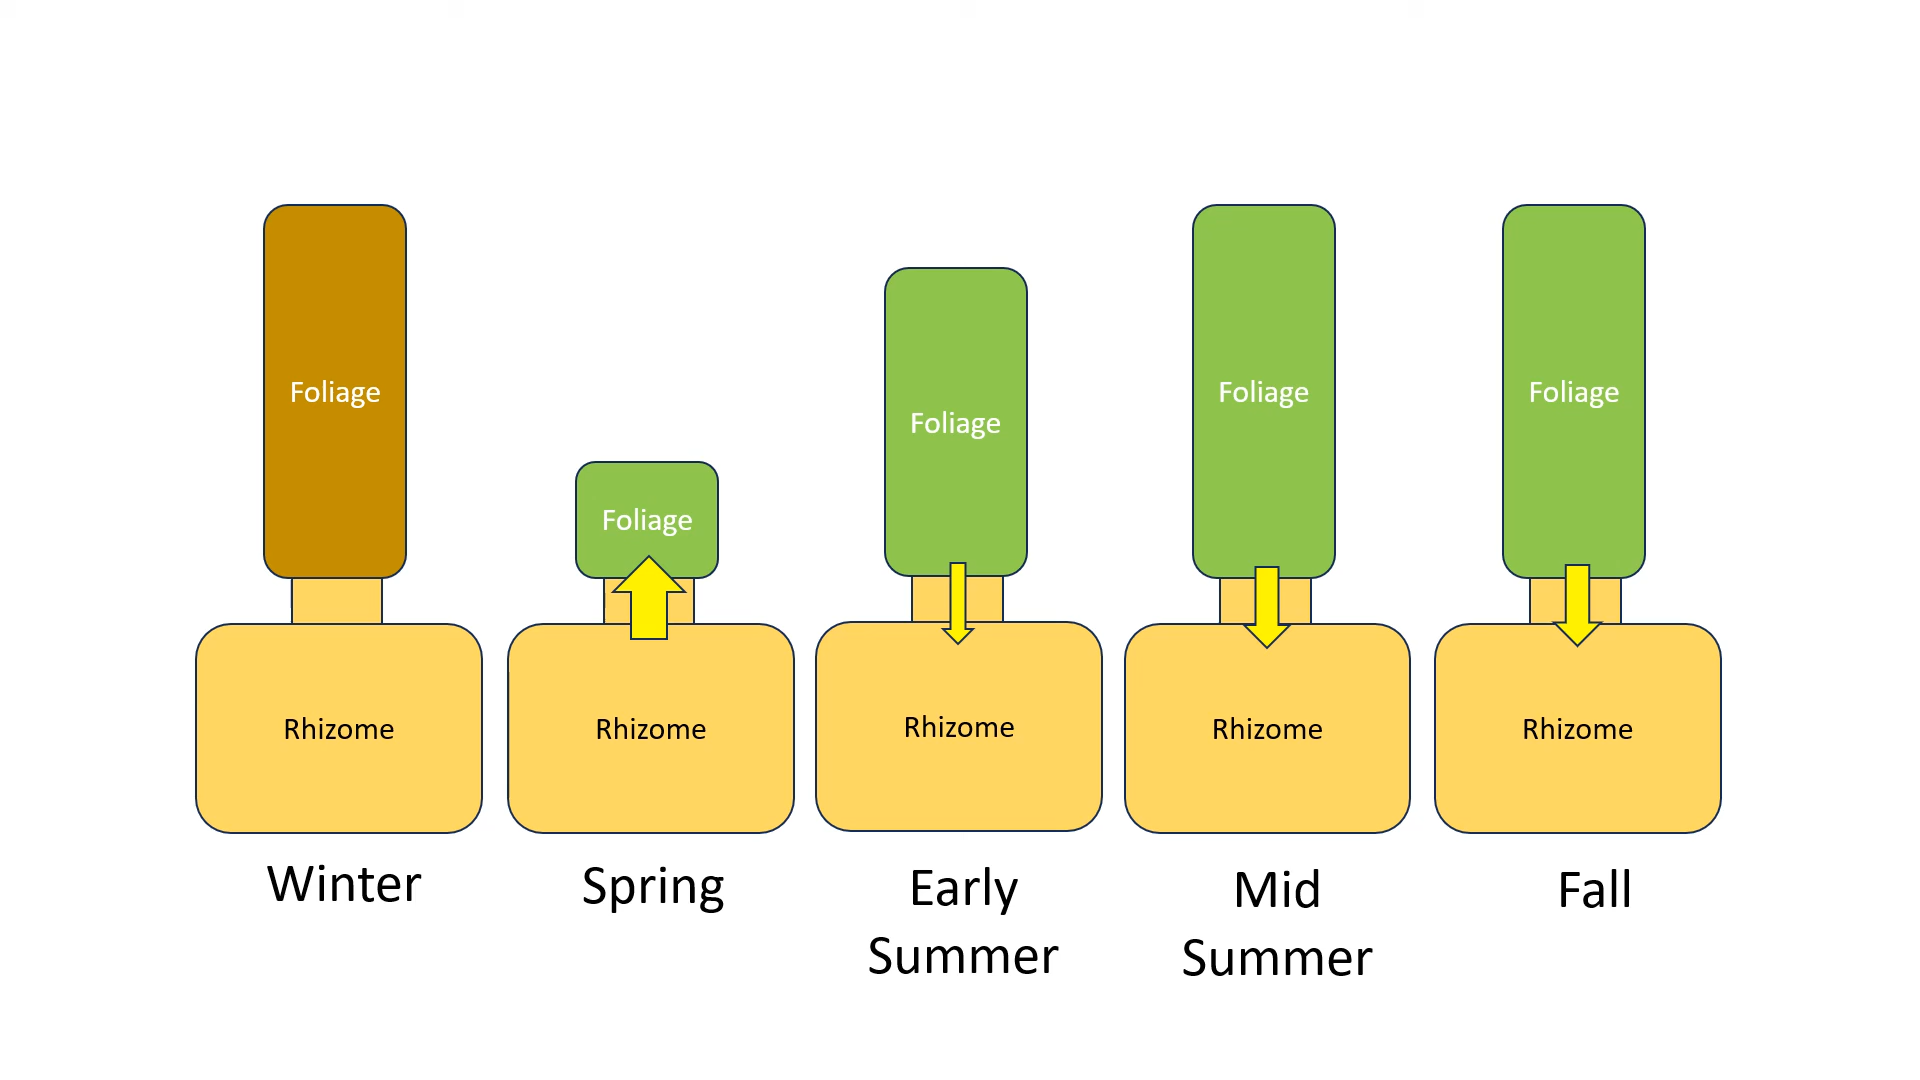 Foliage
Foliage
Foliage
Foliage
Foliage
Rhizome
Rhizome
Rhizome
Rhizome
Rhizome
Winter
Spring
Early
Summer
Mid
Summer
Fall